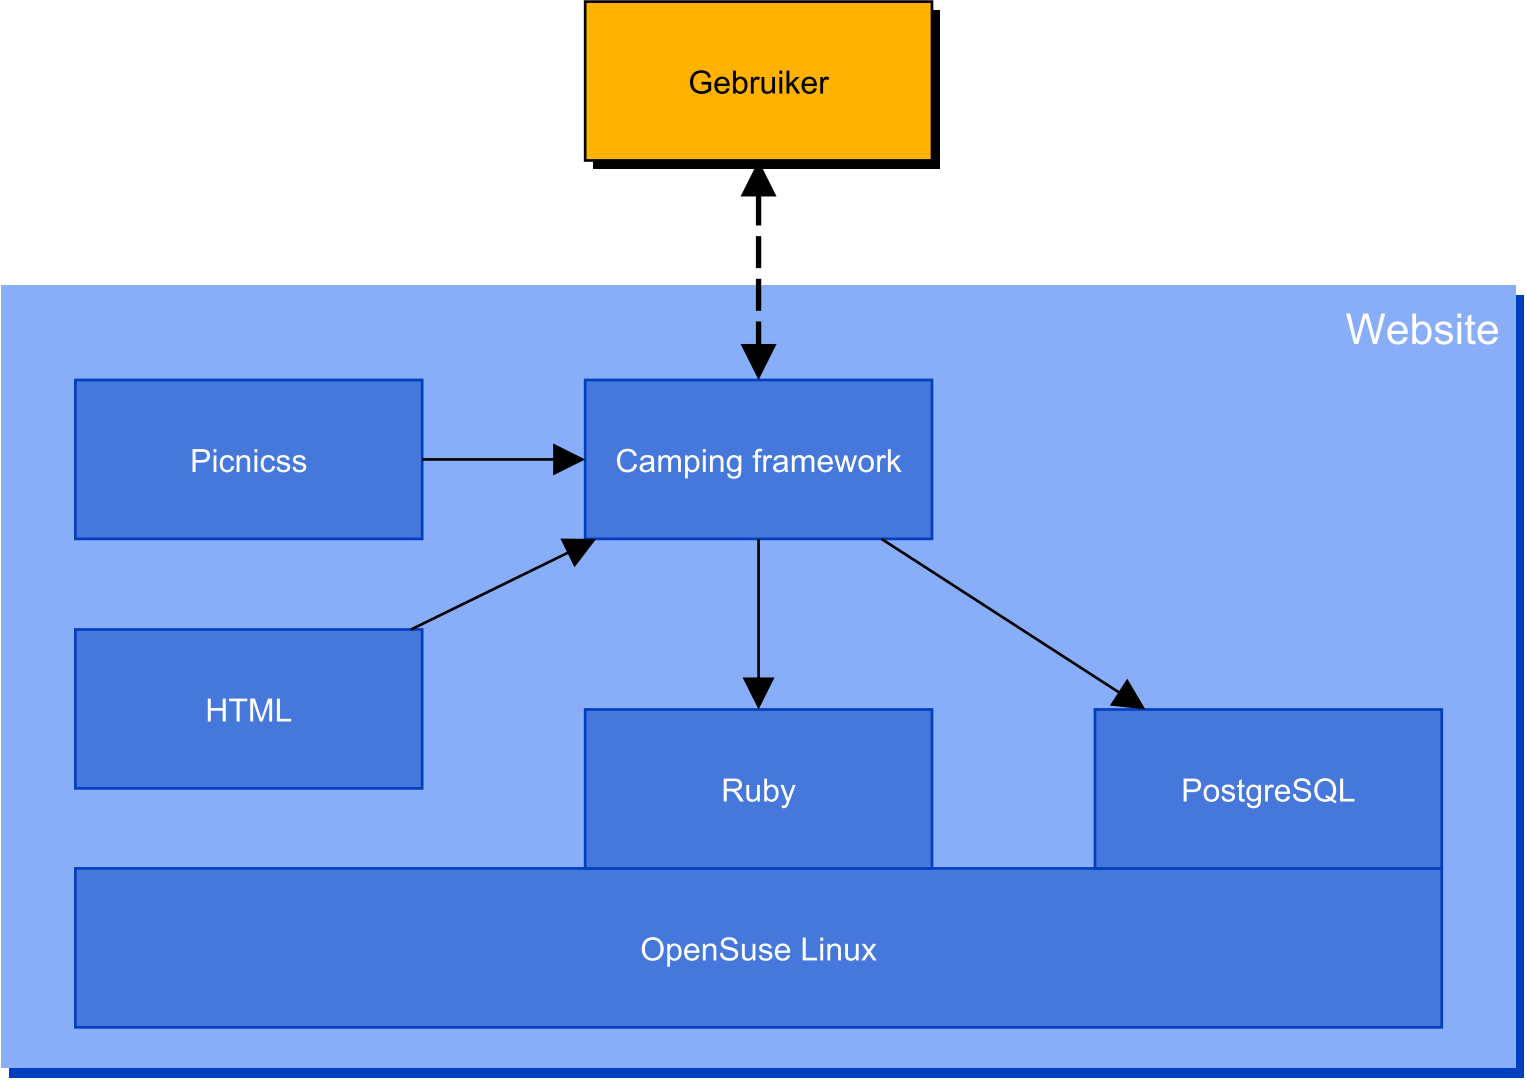 Gebruiker
Website
Picnicss
Camping framework
HTML
Ruby
PostgreSQL
OpenSuse Linux